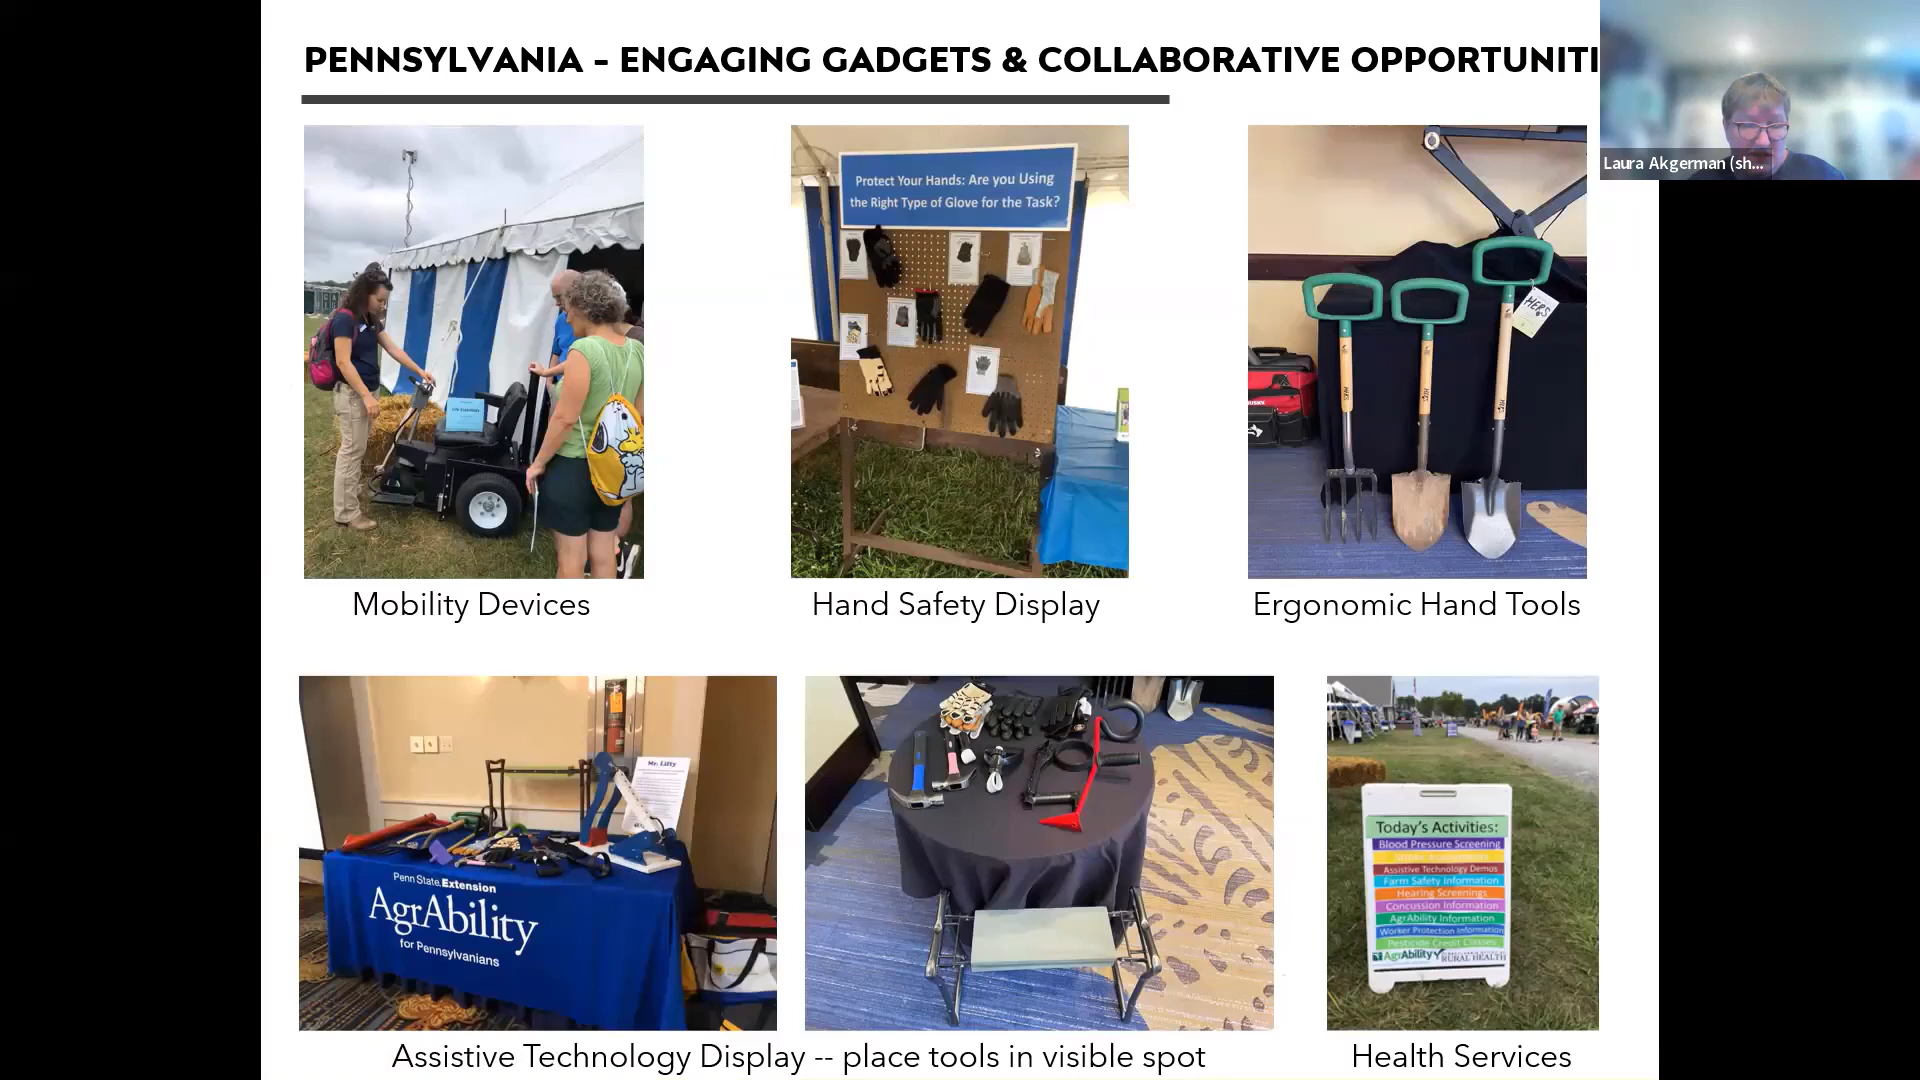 PENNSYLVANIA – ENGAGING GADGETS & COLLABORATIVE OPPORTUNITI
Laura Akgerman (sh...
Protect Your Hands: Are you Using
the Right Type of Glove for the Task?
HERS
Mobility Devices
Hand Safety Display
Ergonomic Hand Tools
Mr. Lifty
Penn State Extension
AgrAbility
for Pennsylvanians
Today's Activities:
Blood Pressure Screening
Assistive Technology Demos
Farm Safety Information
Hearing Screenings
Concussion Information
AgrAbility Information
Worker Protection Information
Pesticide Credit Classes
AgrAbility
RURAL HEALTH
Assistive Technology Display -- place tools in visible spot
Health Services